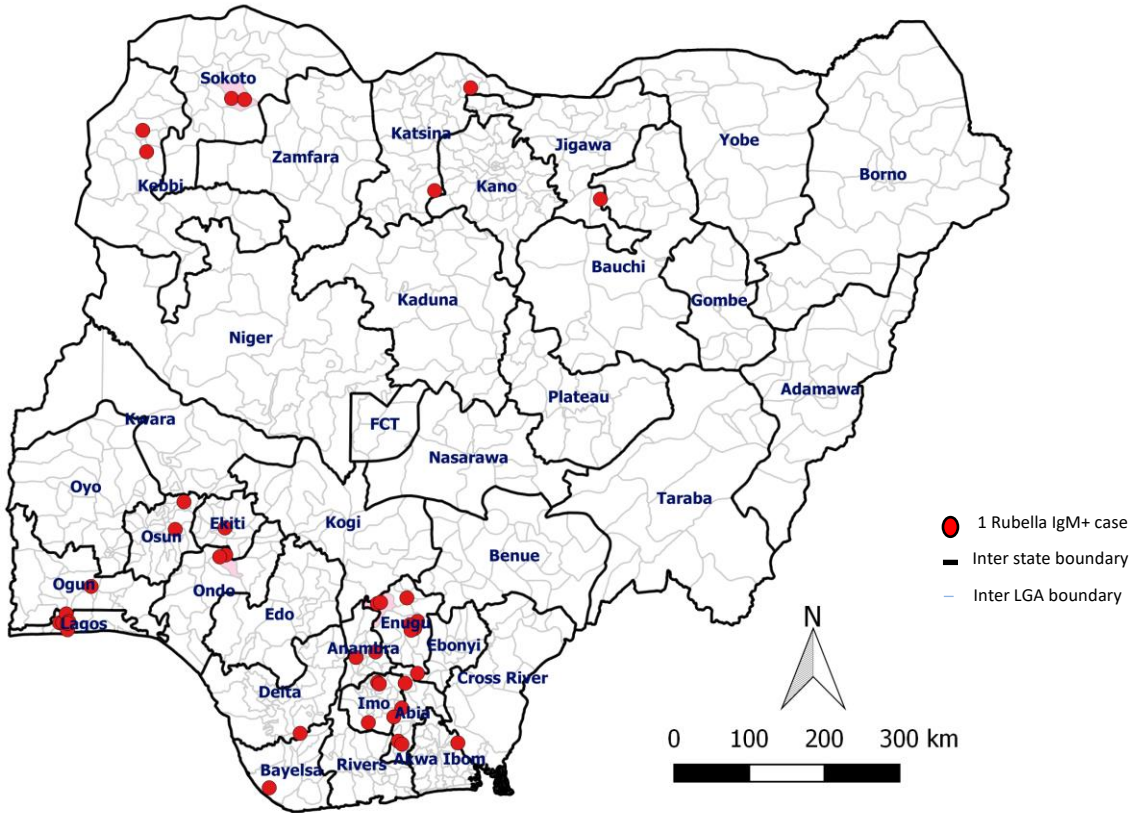 Sokoto
Katsina
Zamfara
Kano
Jigawa
Yobe
Borno
Kebbi
Bauchi
Gombe
Kaduna
Niger
Adamawa
Plateau
FCT
Kwara
Nasarawa
Taraba
Oyo
Kogi
Osun
Ekiti
Benue
Ogun
Ondo
Edo
Lagos
Enugu
Anambra
Ebonyi
Cross River
Delta
Imo
Abia
Akwa Ibom
Rivers
Bayelsa
1 Rubella IgM+ case
Inter state boundary
Inter LGA boundary
N
0 100 200 300 km